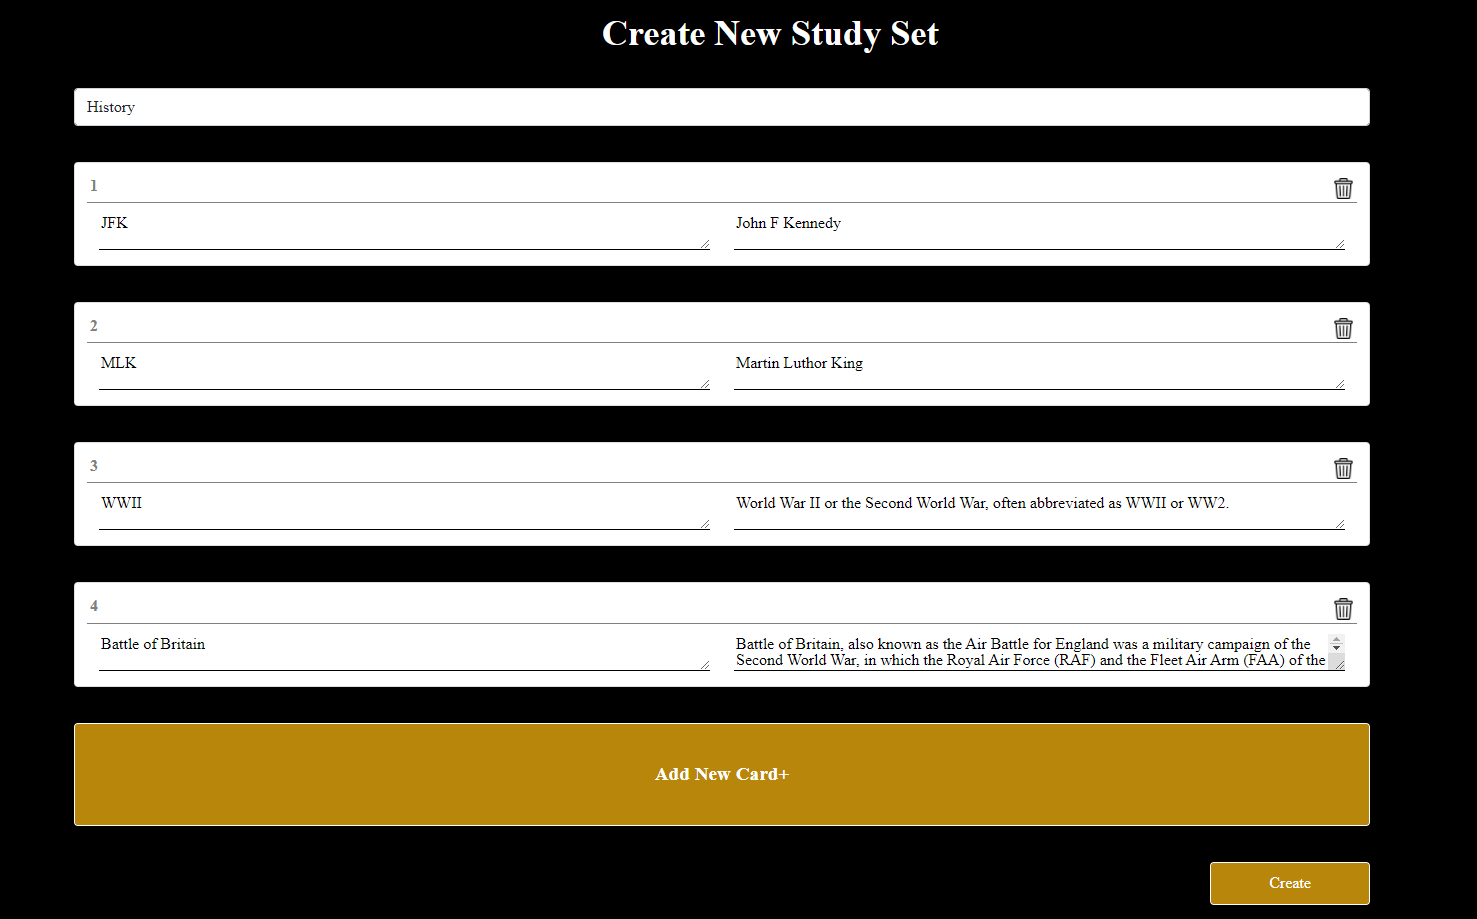 Create New Study Set
History
1
JFK
John F Kennedy
2
MLK
Martin Luthor King
3
WWII
World War II or the Second World War, often abbreviated as WWII or WW2.
4
Battle of Britain
Battle of Britain, also known as the Air Battle for England was a military campaign of the
Second World War, in which the Royal Air Force (RAF) and the Fleet Air Arm (FAA) of the
Add New Card+
Create